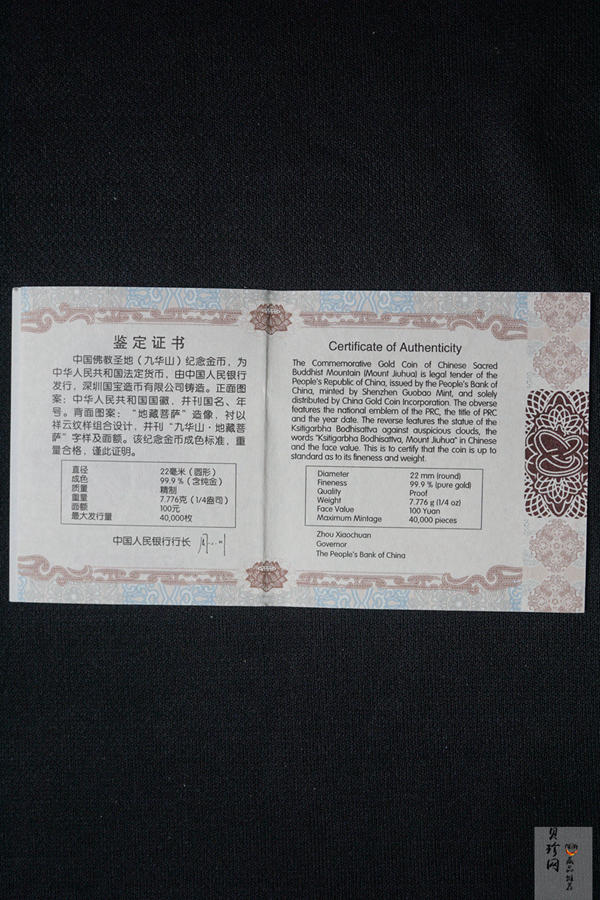 鉴定证书
中国佛教圣地（九华山）纪念金币，为
中华人民共和国法定货币，由中国人民银行
发行，深圳国宝造币有限公司铸造。正面图
案：中华人民共和国国徽，并刊国名、年
号。背面图案：“地藏菩萨”造像，衬以
祥云纹样组合设计，并刊“九华山·地藏菩
萨”字样及面额。该纪念金币成色标准，重
量合格，谨此证明。
直径 22毫米（圆形）
成色 99.9 %（含纯金）
质量 精制
重量 7.776克（1/4盎司）
面额 100元
最大发行量 40,000枚
中国人民银行行长
Certificate of Authenticity
The Commemorative Gold Coin of Chinese Sacred
Buddhist Mountain (Mount Jiuhua) is legal tender of the
People's Republic of China, issued by the People's Bank of
China, minted by Shenzhen Guobao Mint, and solely
distributed by China Gold Coin Incorporation. The obverse
features the national emblem of the PRC, the title of PRC
and the year date. The reverse features the statue of the
Ksitigarbha Bodhisattva against auspicious clouds, the
words "Ksitigarbha Bodhisattva, Mount Jiuhua" in Chinese
and the face value. This is to certify that the coin is up to
standard as to its fineness and weight.
Diameter 22 mm (round)
Fineness 99.9 % (pure gold)
Quality Proof
Weight 7.776 g (1/4 oz)
Face Value 100 Yuan
Maximum Mintage 40,000 pieces
Zhou Xiaochuan
Governor
The People's Bank of China
贝珍网